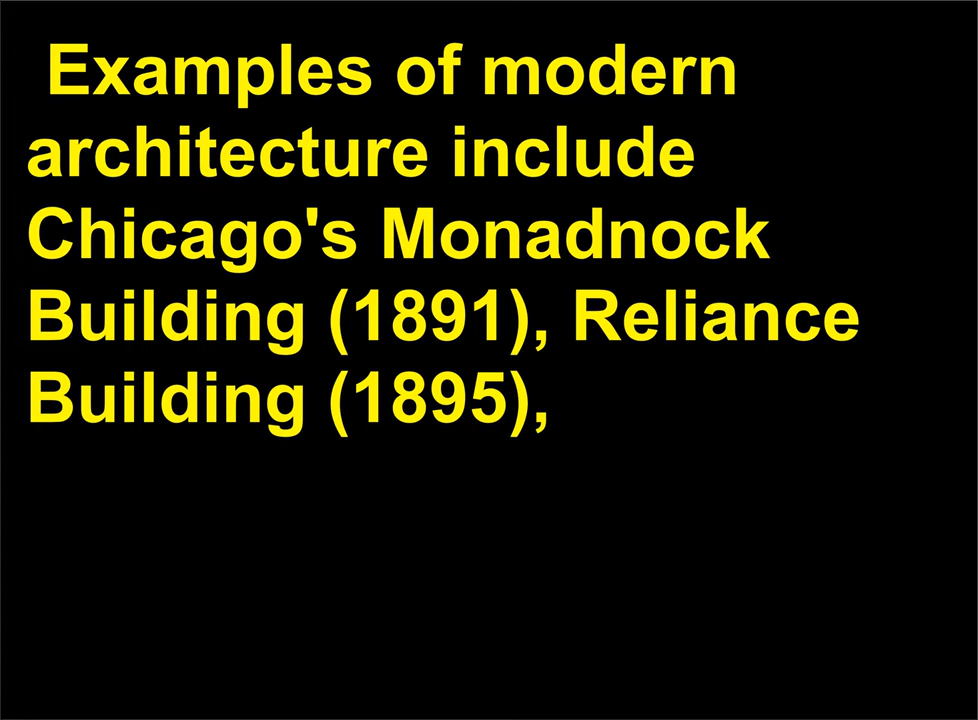 Examples of modern
architecture include
Chicago's Monadnock
Building (1891), Reliance
Building (1895),